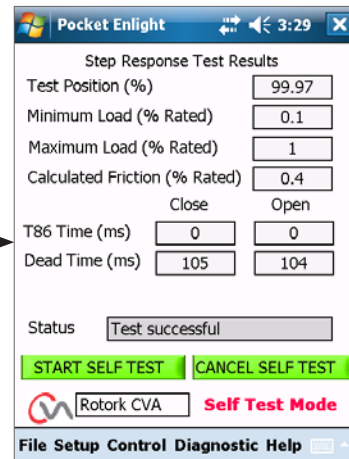 Pocket Enlight 3:29
Step Response Test Results
Test Position (%) 99.97
Minimum Load (% Rated) 0.1
Maximum Load (% Rated) 1
Calculated Friction (% Rated) 0.4
Close Open
T86 Time (ms) 0 0
Dead Time (ms) 105 104
Status Test successful
START SELF TEST CANCEL SELF TEST
Rotork CVA Self Test Mode
File Setup Control Diagnostic Help